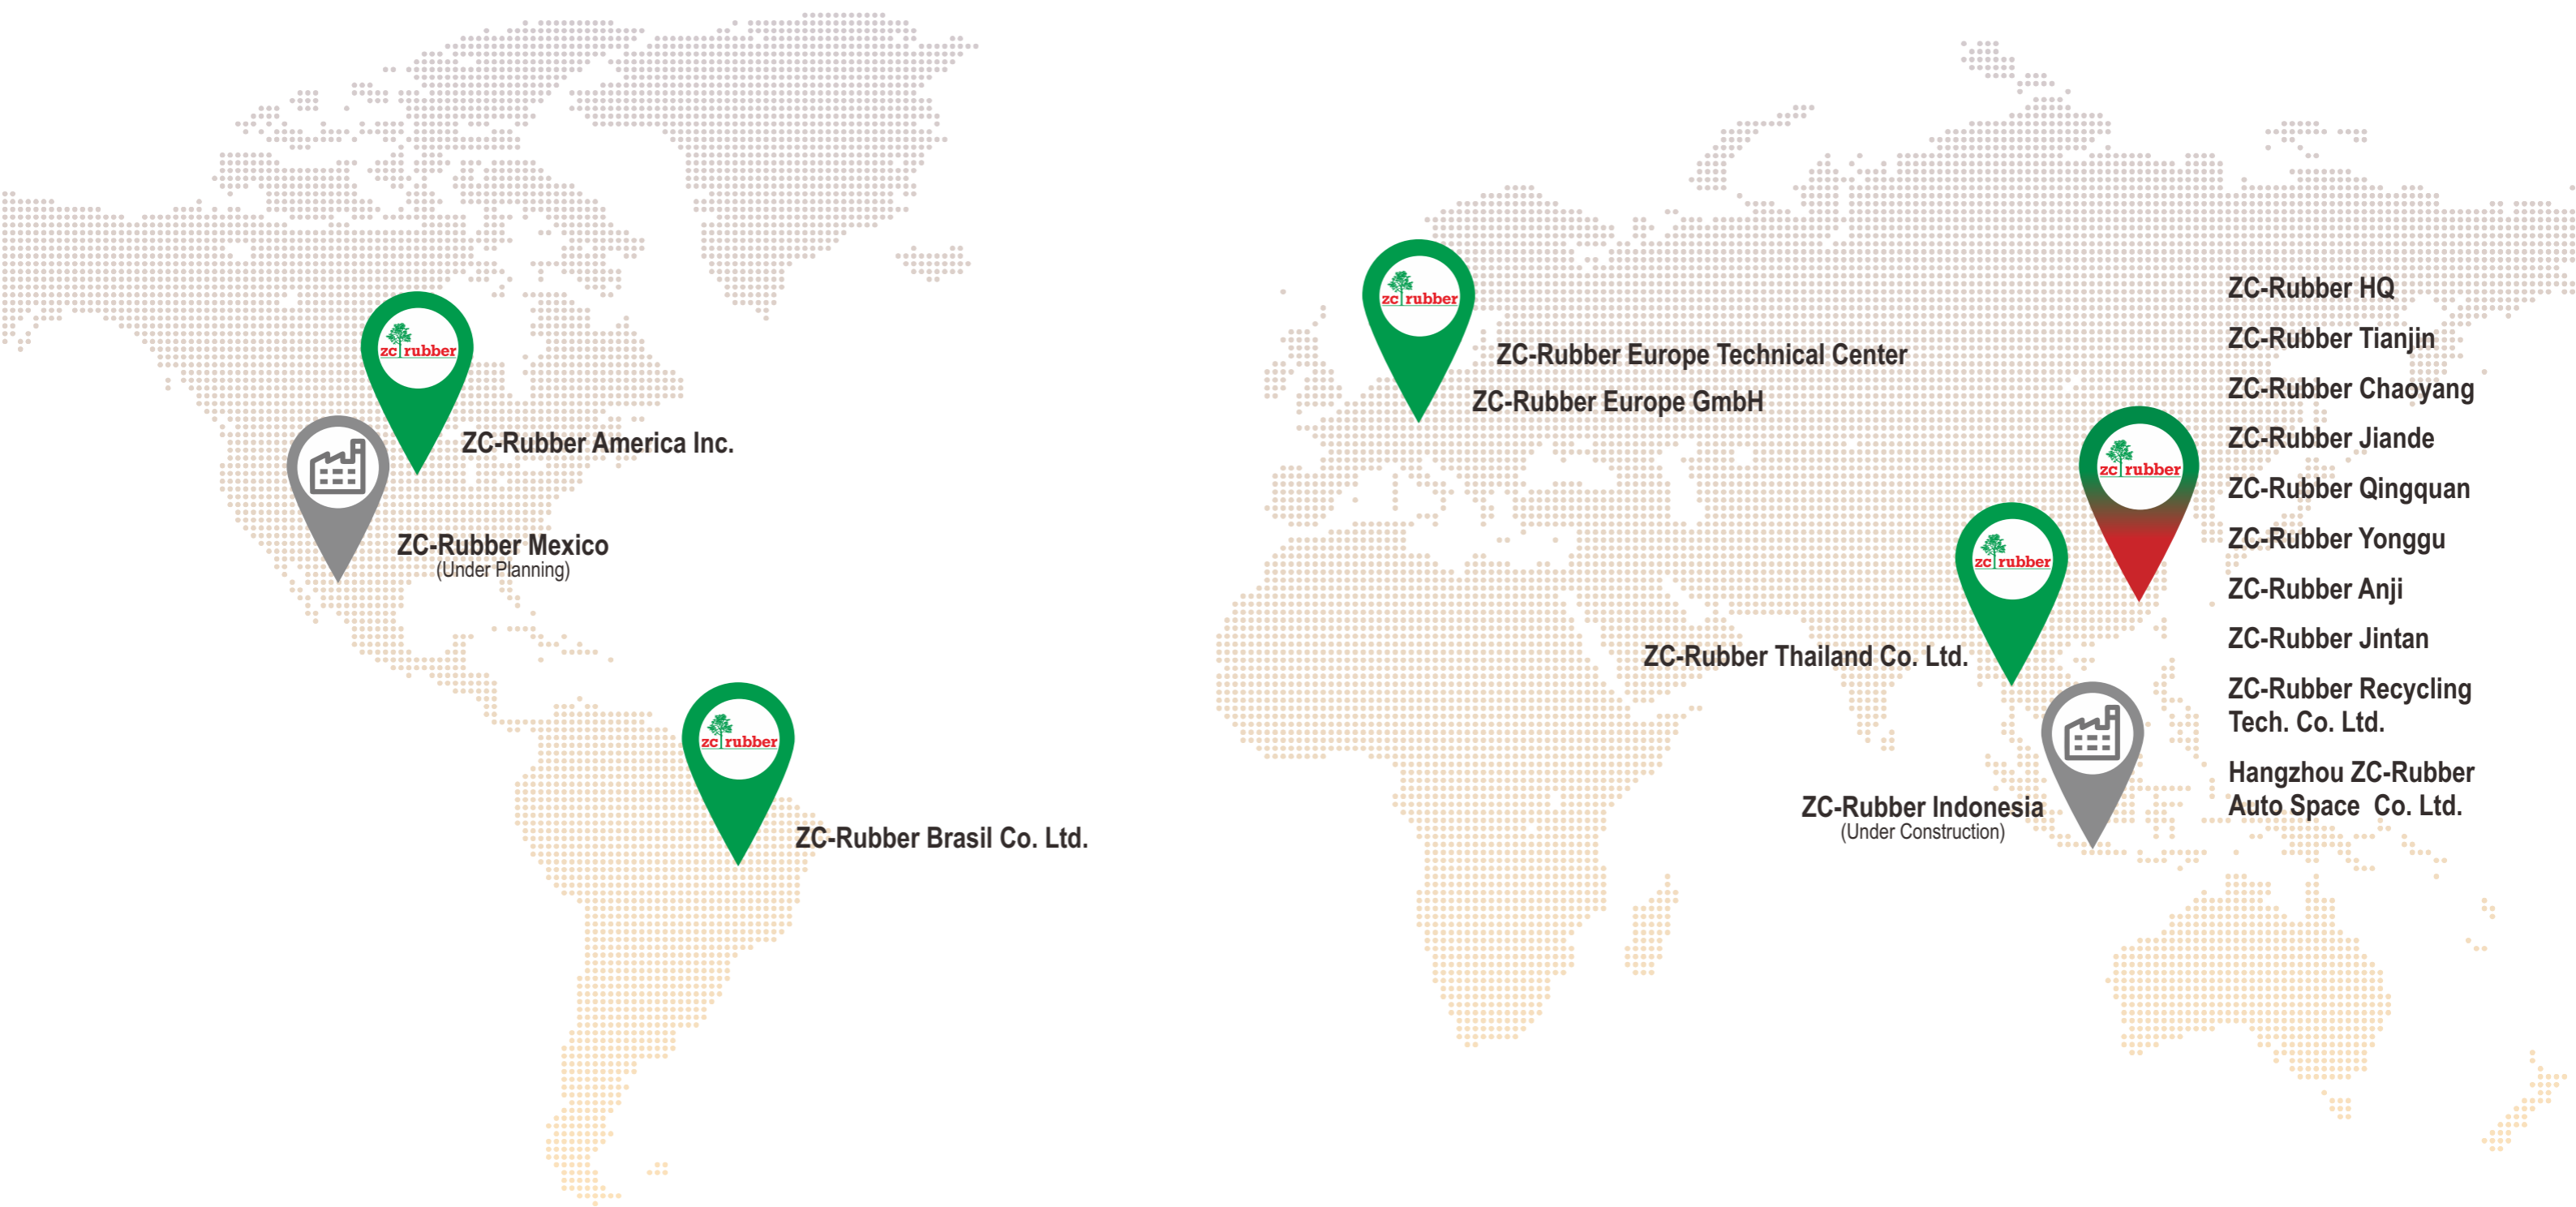 zc rubber
ZC-Rubber America Inc.
ZC-Rubber Mexico
(Under Planning)
zc rubber
ZC-Rubber Brasil Co. Ltd.
zc rubber
ZC-Rubber Europe Technical Center
ZC-Rubber Europe GmbH
zc rubber
ZC-Rubber Thailand Co. Ltd.
ZC-Rubber Indonesia
(Under Construction)
zc rubber
ZC-Rubber HQ
ZC-Rubber Tianjin
ZC-Rubber Chaoyang
ZC-Rubber Jiande
ZC-Rubber Qingquan
ZC-Rubber Yonggu
ZC-Rubber Anji
ZC-Rubber Jintan
ZC-Rubber Recycling
Tech. Co. Ltd.
Hangzhou ZC-Rubber
Auto Space Co. Ltd.